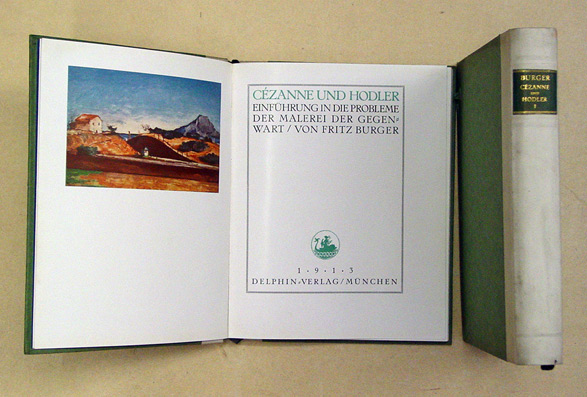 CÉZANNE UND HODLER
EINFÜHRUNG IN DIE PROBLEME
DER MALEREI DER GEGEN=
WART / VON FRITZ BURGER
1 · 9 · 1 · 3
DELPHIN=VERLAG / MÜNCHEN
BURGER
CÉZANNE
UND
HODLER